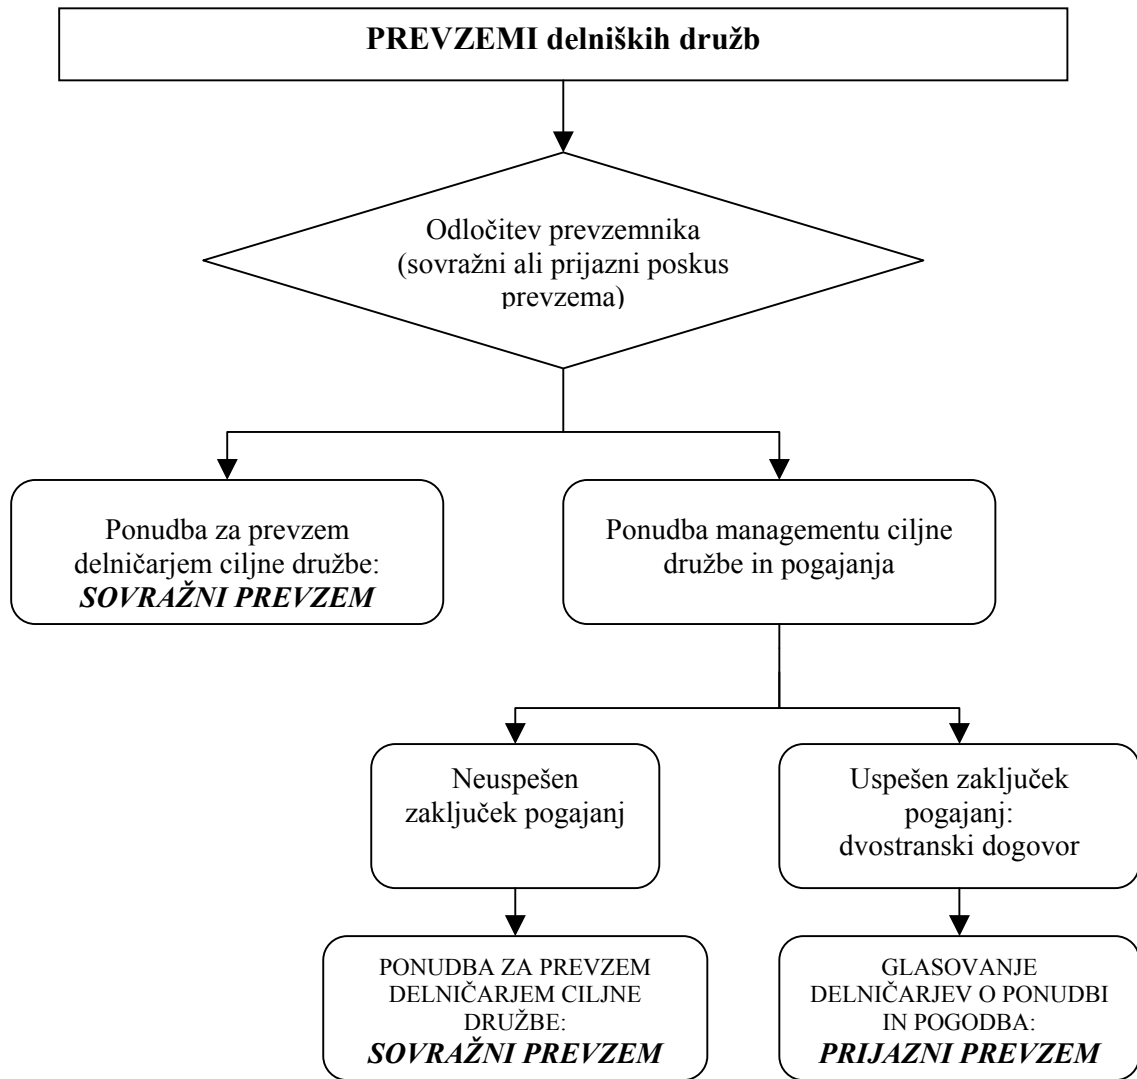 PREVZEMI delniških družb
Odločitev prevzemnika
(sovražni ali prijazni poskus
prevzema)
Ponudba za prevzem
delničarjem ciljne družbe:
SOVRAŽNI PREVZEM
Ponudba managementu ciljne
družbe in pogajanja
Neuspešen
zaključek pogajanj
Uspešen zaključek
pogajanj:
dvostranski dogovor
PONUDBA ZA PREVZEM
DELNIČARJEM CILJNE
DRUŽBE:
SOVRAŽNI PREVZEM
GLASOVANJE
DELNIČARJEV O PONUDBI
IN POGODBA:
PRIJAZNI PREVZEM